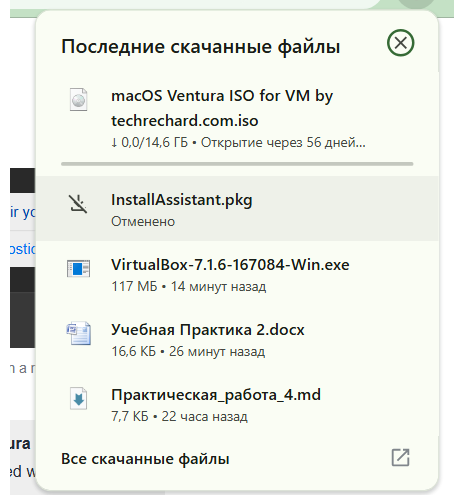 Последние скачанные файлы
macOS Ventura ISO for VM by
techrechard.com.iso
↓ 0,0/14,6 ГБ • Открытие через 56 дней...
InstallAssistant.pkg
Отменено
ir yo
VirtualBox-7.1.6-167084-Win.exe
ostic
117 МБ • 14 минут назад
Учебная Практика 2.docx
16,6 КБ • 26 минут назад
n a n
Практическая_работа_4.md
7,7 КБ • 22 часа назад
ura
Все скачанные файлы
ed w